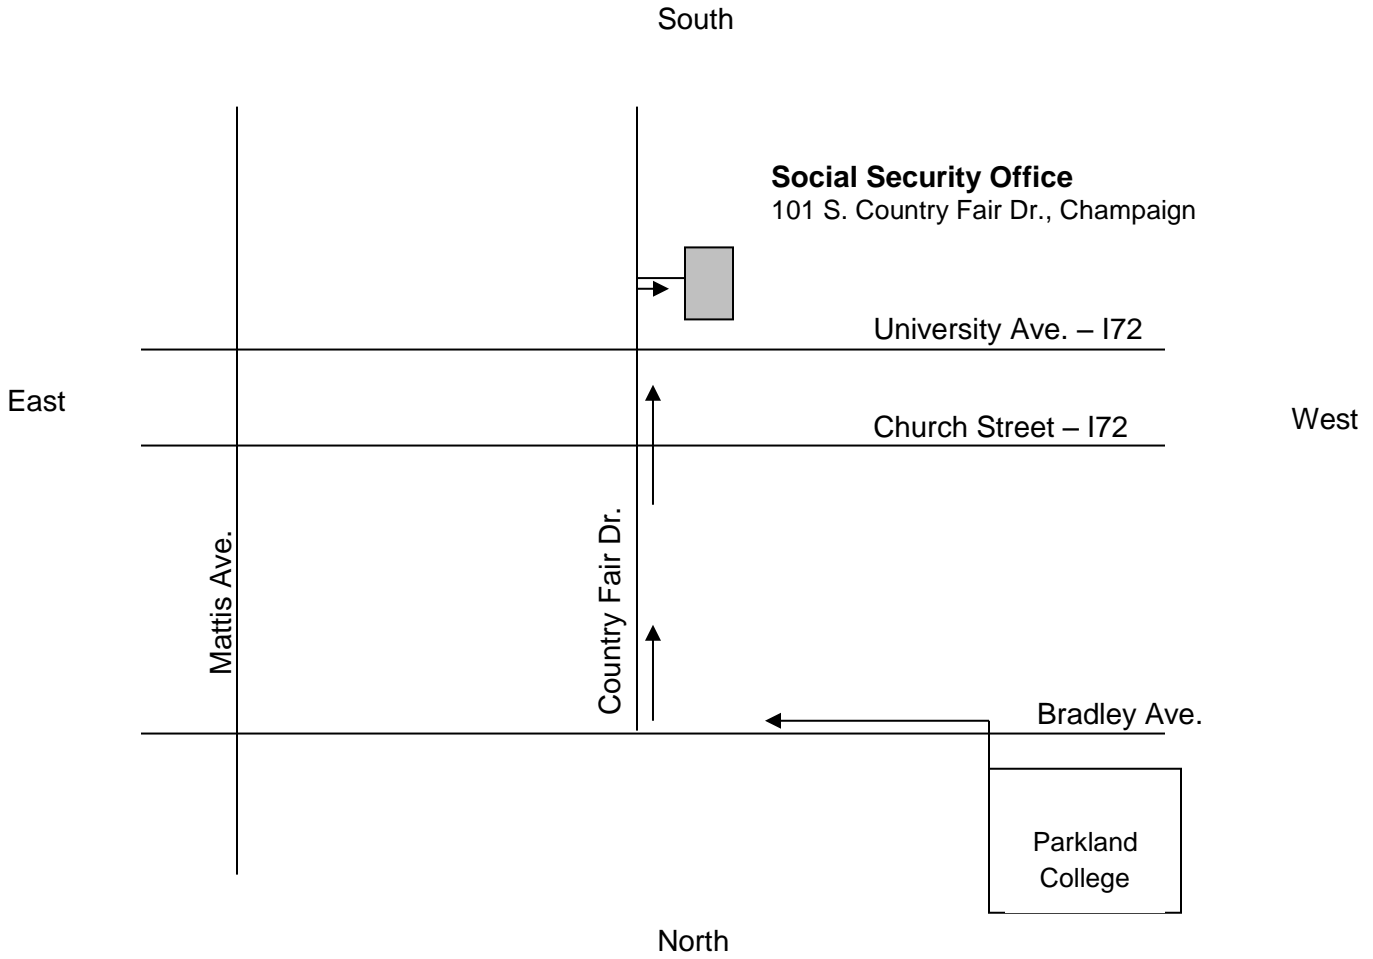 South
Social Security Office
101 S. Country Fair Dr., Champaign
University Ave. – I72
East
Church Street – I72
West
Mattis Ave.
Country Fair Dr.
Bradley Ave.
Parkland
College
North